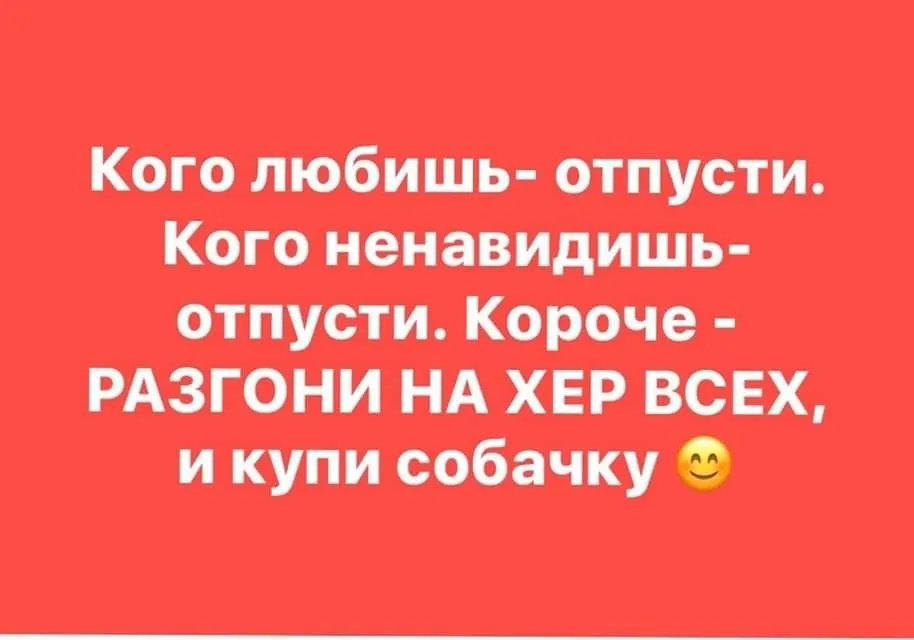 Кого любишь- отпусти.
Кого ненавидишь-
отпусти. Короче -
РАЗГОНИ НА ХЕР ВСЕХ,
и купи собачку 😊